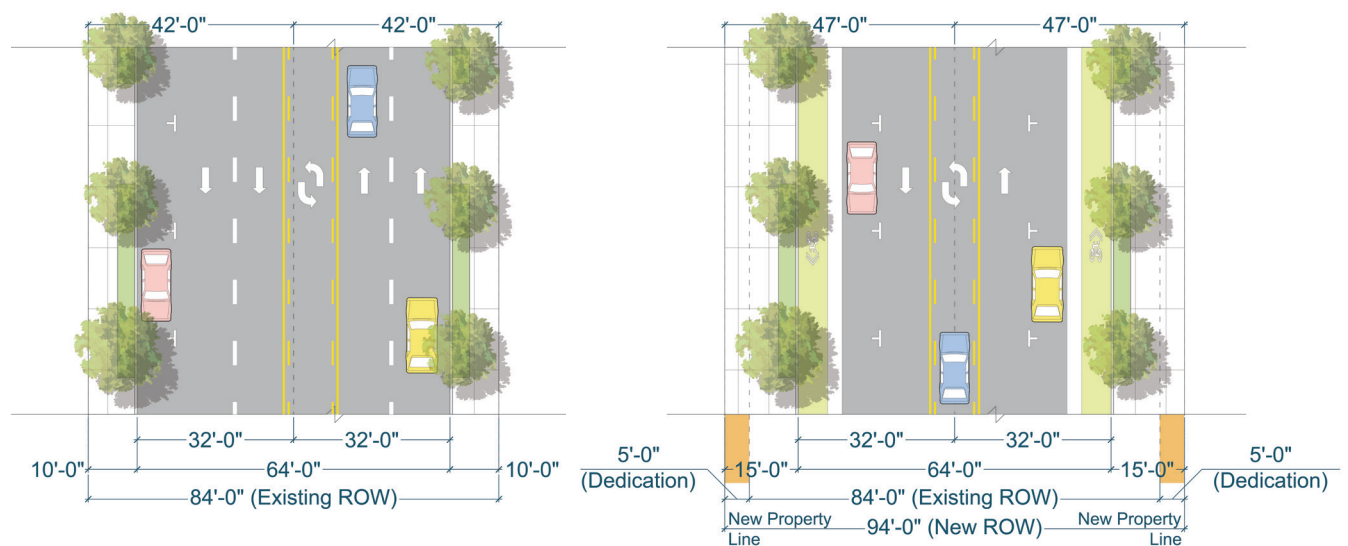 42'-0"
42'-0"
47'-0"
47'-0"
32'-0"
32'-0"
10'-0"
64'-0"
10'-0"
84'-0" (Existing ROW)
32'-0"
32'-0"
5'-0"
(Dedication)
15'-0"
64'-0"
15'-0"
5'-0"
(Dedication)
84'-0" (Existing ROW)
New Property
Line
94'-0" (New ROW)
New Property
Line